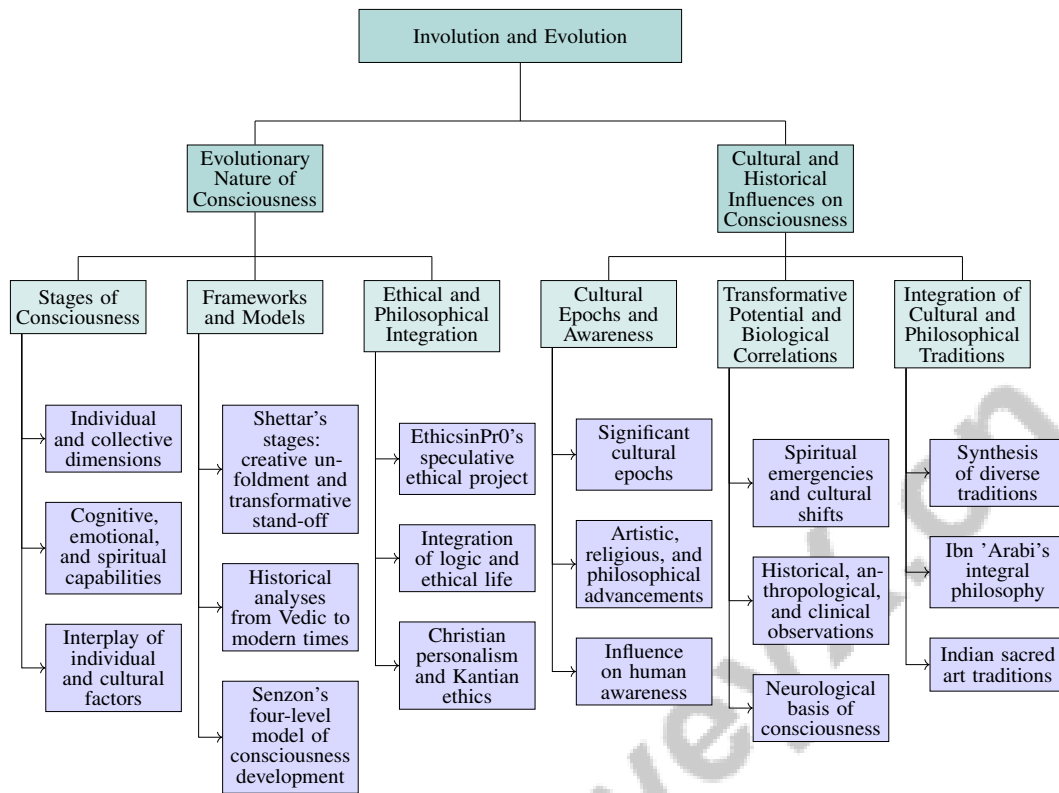 Involution and Evolution
Evolutionary
Nature of
Consciousness
Cultural and
Historical
Influences on
Consciousness
Stages of
Consciousness
Frameworks
and Models
Ethical and
Philosophical
Integration
Cultural
Epochs and
Awareness
Transformative
Potential and
Biological
Correlations
Integration of
Cultural and
Philosophical
Traditions
Individual
and collective
dimensions
Cognitive,
emotional,
and spiritual
capabilities
Interplay of
individual
and cultural
factors
Shettar's
stages:
creative un-
foldment and
transformative
stand-off
Historical
analyses
from Vedic to
modern times
Senzon's
four-level
model of
consciousness
development
EthicsinPr0's
speculative
ethical project
Integration
of logic and
ethical life
Christian
personalism
and Kantian
ethics
Significant
cultural
epochs
Artistic,
religious, and
philosophical
advancements
Influence
on human
awareness
Spiritual
emergencies
and cultural
shifts
Historical, an-
thropological,
and clinical
observations
Neurological
basis of
consciousness
Synthesis
of diverse
traditions
Ibn 'Arabi's
integral
philosophy
Indian sacred
art traditions